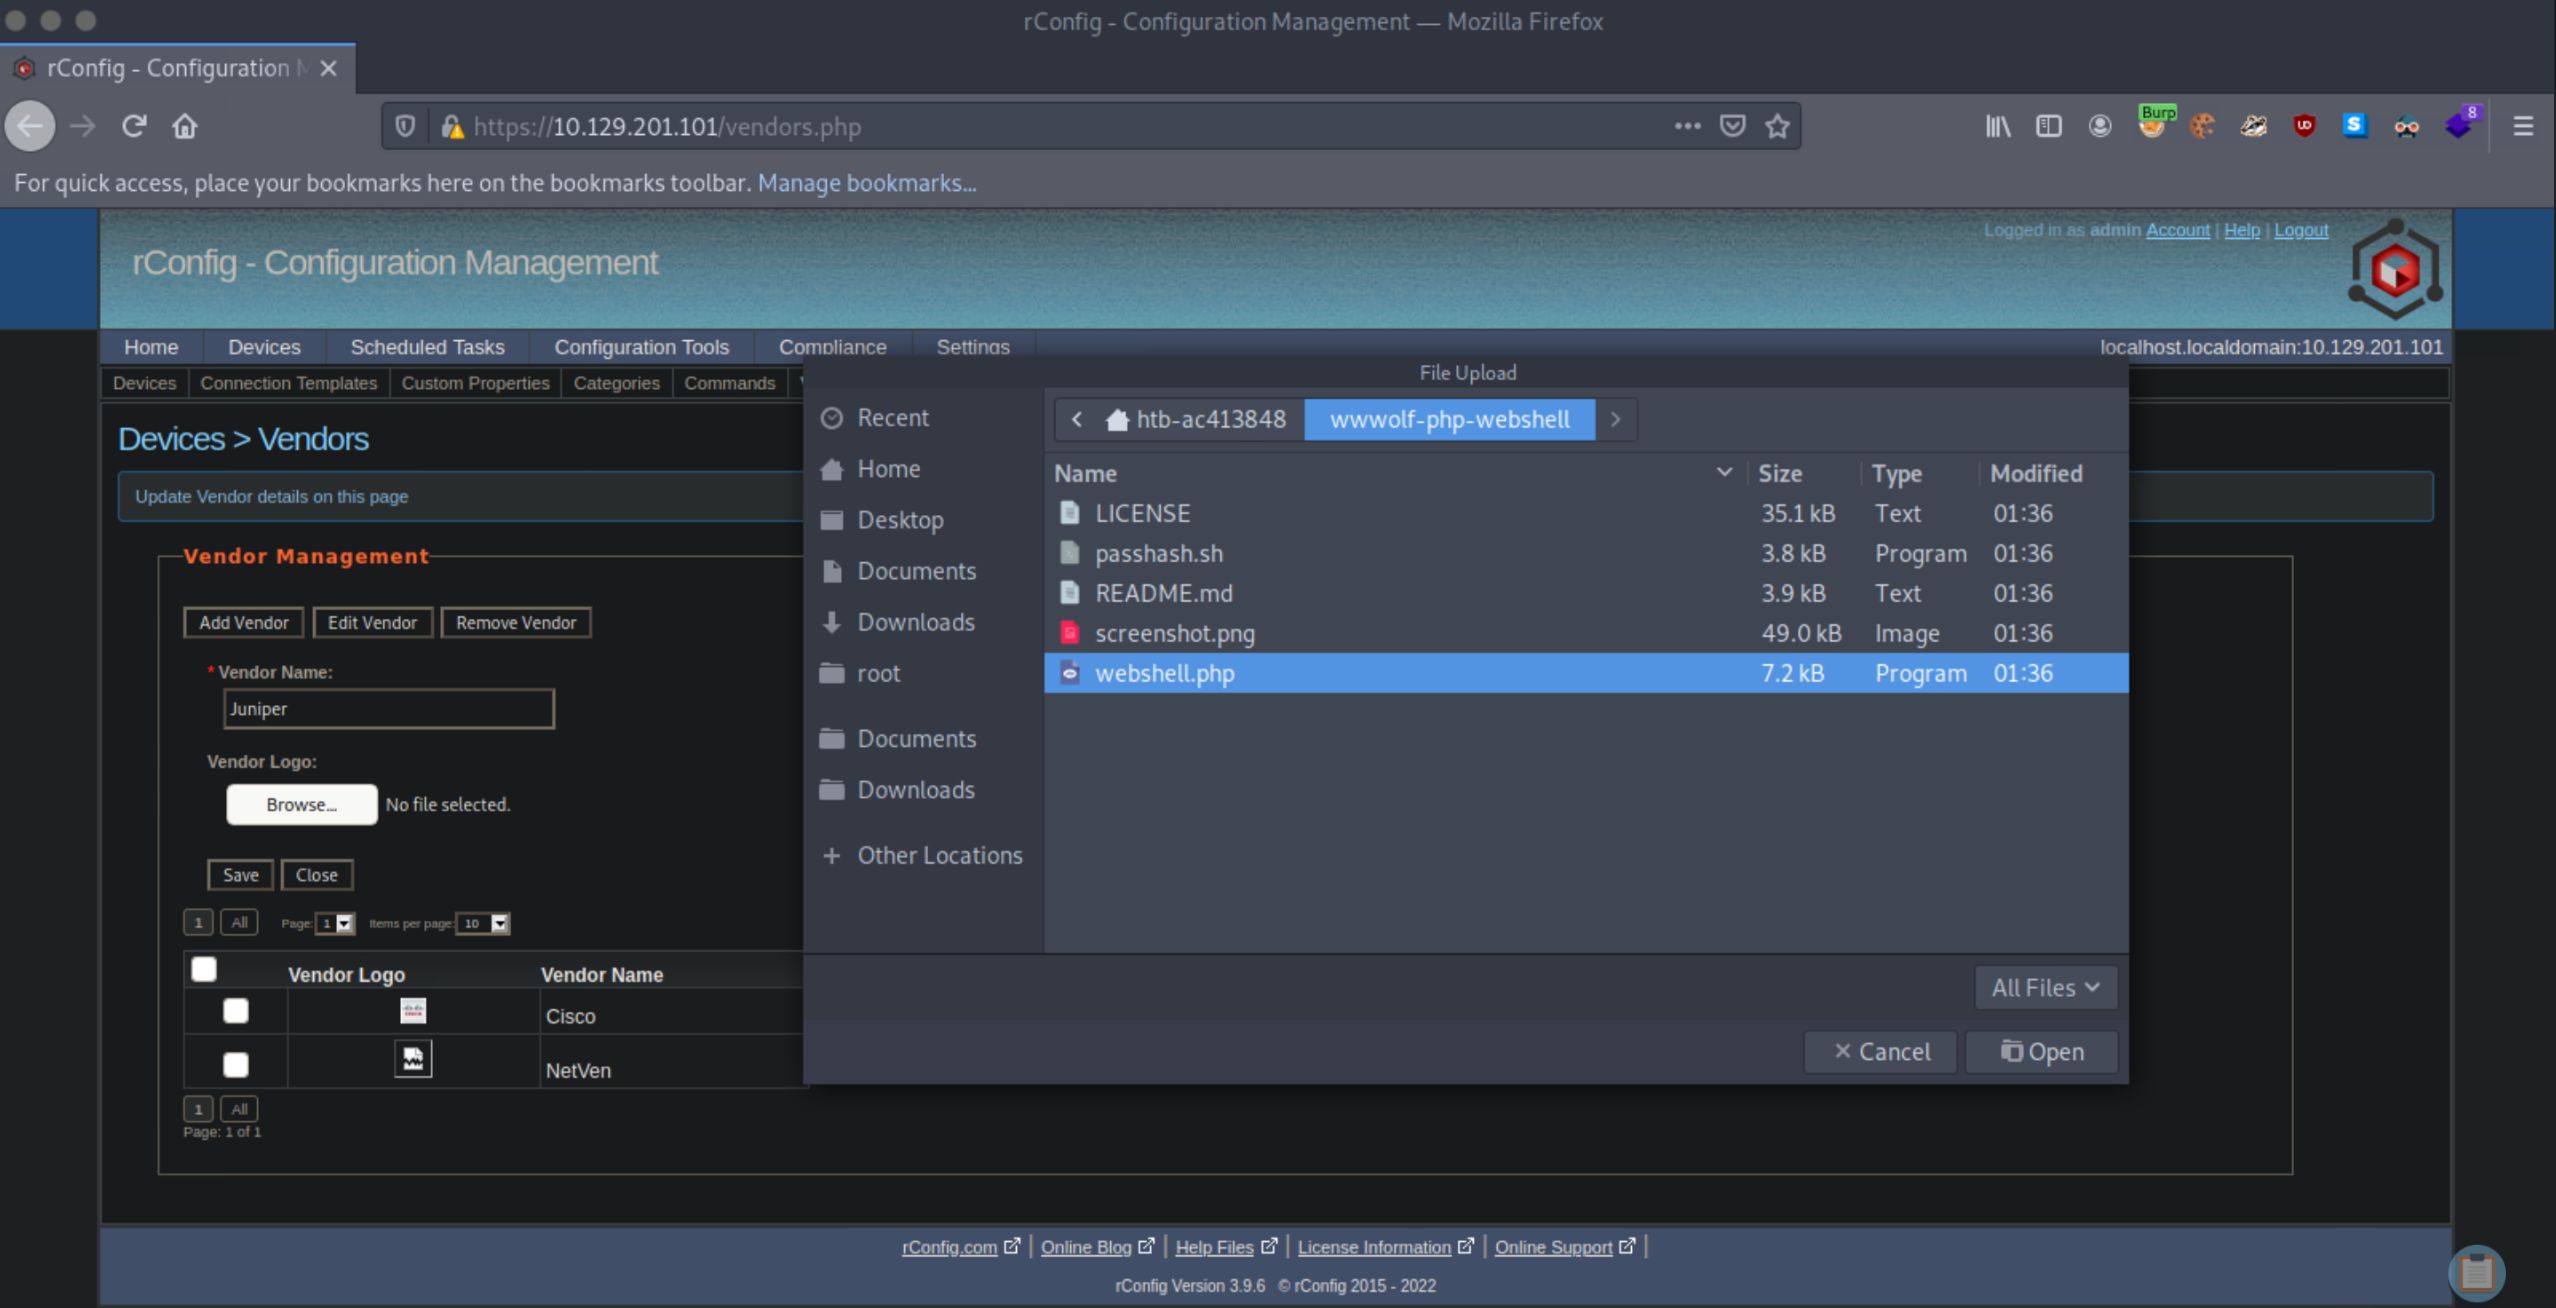 rConfig - Configuration Management — Mozilla Firefox
rConfig - Configuration
https://10.129.201.101/vendors.php
Burp
8
For quick access, place your bookmarks here on the bookmarks toolbar. Manage bookmarks...
Logged in as admin Account | Help | Logout
rConfig - Configuration Management
Home Devices Scheduled Tasks Configuration Tools Compliance Settings
localhost.localdomain:10.129.201.101
Devices Connection Templates Custom Properties Categories Commands
Devices > Vendors
Update Vendor details on this page
Vendor Management
Add Vendor Edit Vendor Remove Vendor
* Vendor Name:
Juniper
Vendor Logo:
Browse... No file selected.
Save Close
1 All Page: 1 Items per page: 10
Vendor Logo Vendor Name
Cisco
NetVen
1 All
Page: 1 of 1
File Upload
Recent
Home
Desktop
Documents
Downloads
root
Documents
Downloads
+ Other Locations
htb-ac413848 wwwolf-php-webshell
Name Size Type Modified
LICENSE 35.1 kB Text 01:36
passhash.sh 3.8 kB Program 01:36
README.md 3.9 kB Text 01:36
screenshot.png 49.0 kB Image 01:36
webshell.php 7.2 kB Program 01:36
All Files
Cancel Open
rConfig.com | Online Blog | Help Files | License Information | Online Support |
rConfig Version 3.9.6 © rConfig 2015 - 2022